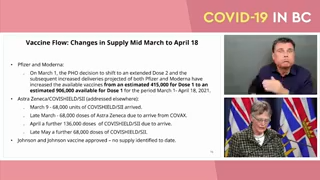 COVID-19 IN BC
Vaccine Flow: Changes in Supply Mid March to April 18
- Pfizer and Moderna:
- On March 1, the PHO decision to shift to an extended Dose 2 and the
subsequent increased deliveries projected of both Pfizer and Moderna have
increased the available vaccines from an estimated 415,000 for Dose 1 to
an estimated 906,000 available for Dose 1 for the period March 1- April 18, 2021.
- Astra Zeneca/COVISHIELD/SII (addressed elsewhere):
- March 9 - 68,000 units of COVISHIELD/SII arrived.
- Late March - 68,000 doses of Astra Zeneca due to arrive from COVAX.
- April a further 136,000 doses of COVISHIELD/SII due to arrive.
- Late May a further 68,000 doses of COVISHIELD/SII.
- Johnson and Johnson vaccine approved – no supply identified to date.